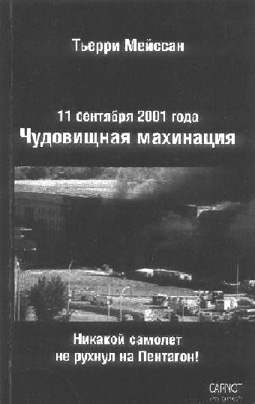 Тьерри Мейссан
11 сентября 2001 года
Чудовищная махинация
Никакой самолет
не рухнул на Пентагон!
CARNOT